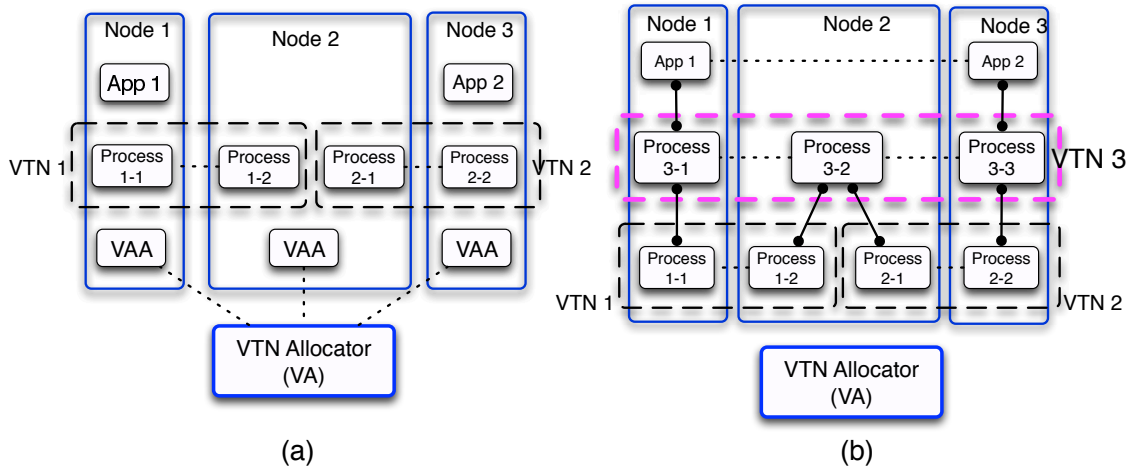 Node 1
Node 2
Node 3
App 1
App 2
VTN 1
Process
1-1
Process
1-2
Process
2-1
Process
2-2
VTN 2
VAA
VAA
VAA
VTN Allocator
(VA)
(a)
Node 1
Node 2
Node 3
App 1
App 2
Process
3-1
Process
3-2
Process
3-3
VTN 3
Process
1-1
Process
1-2
Process
2-1
Process
2-2
VTN 1
VTN 2
VTN Allocator
(VA)
(b)